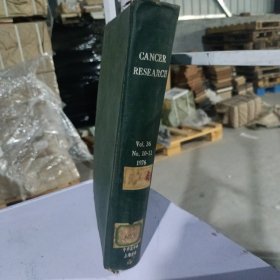 CANCER
RESEARCH
Vol. 36
No. 10-12
1976